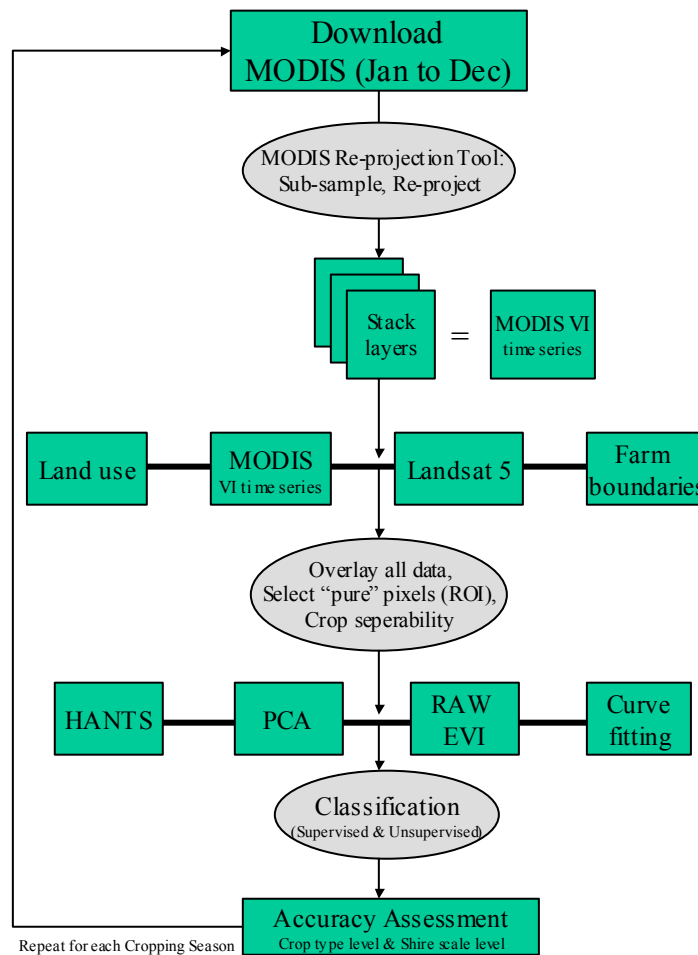 Download
MODIS (Jan to Dec)
MODIS Re-projection Tool:
Sub-sample, Re-project
Stack
layers
=
MODIS VI
time series
Land use
MODIS
VI time series)
Landsat 5
Farm
boundaries
Overlay all data,
Select “pure” pixels (ROI),
Crop seperability
HANTS
PCA
RAW
EVI
Curve
fitting
Classification
(Supervised & Unsupervised)
Accuracy Assessment
Crop type level & Shire scale level
Repeat for each Cropping Season